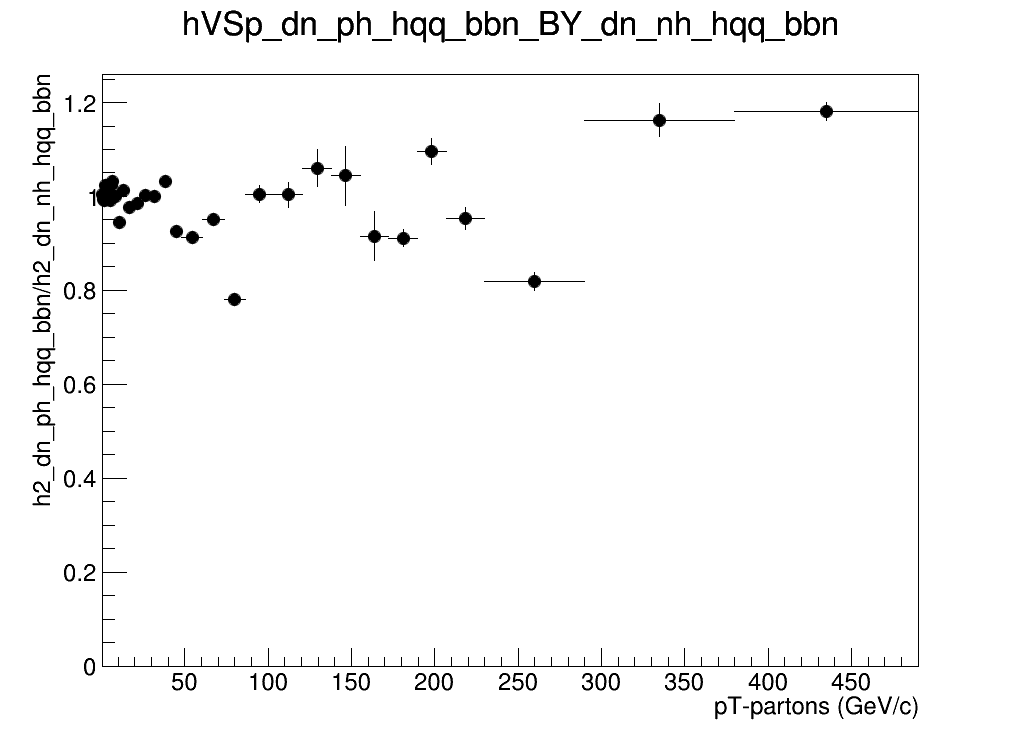 hVSp_dn_ph_hqq_bbn_BY_dn_nh_hqq_bbn
h2_dn_ph_hqq_bbn/h2_dn_nh_hqq_bbn
1.2
1
0.8
0.6
0.4
0.2
0
50 100 150 200 250 300 350 400 450
pT-partons (GeV/c)